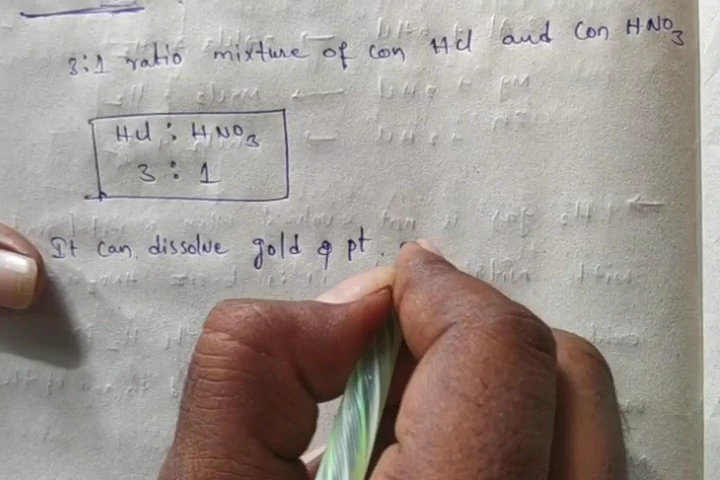 3:1 ratio mixture of con HCl and con HNO3
HCl : HNO3
3 : 1
It can dissolve gold & pt.